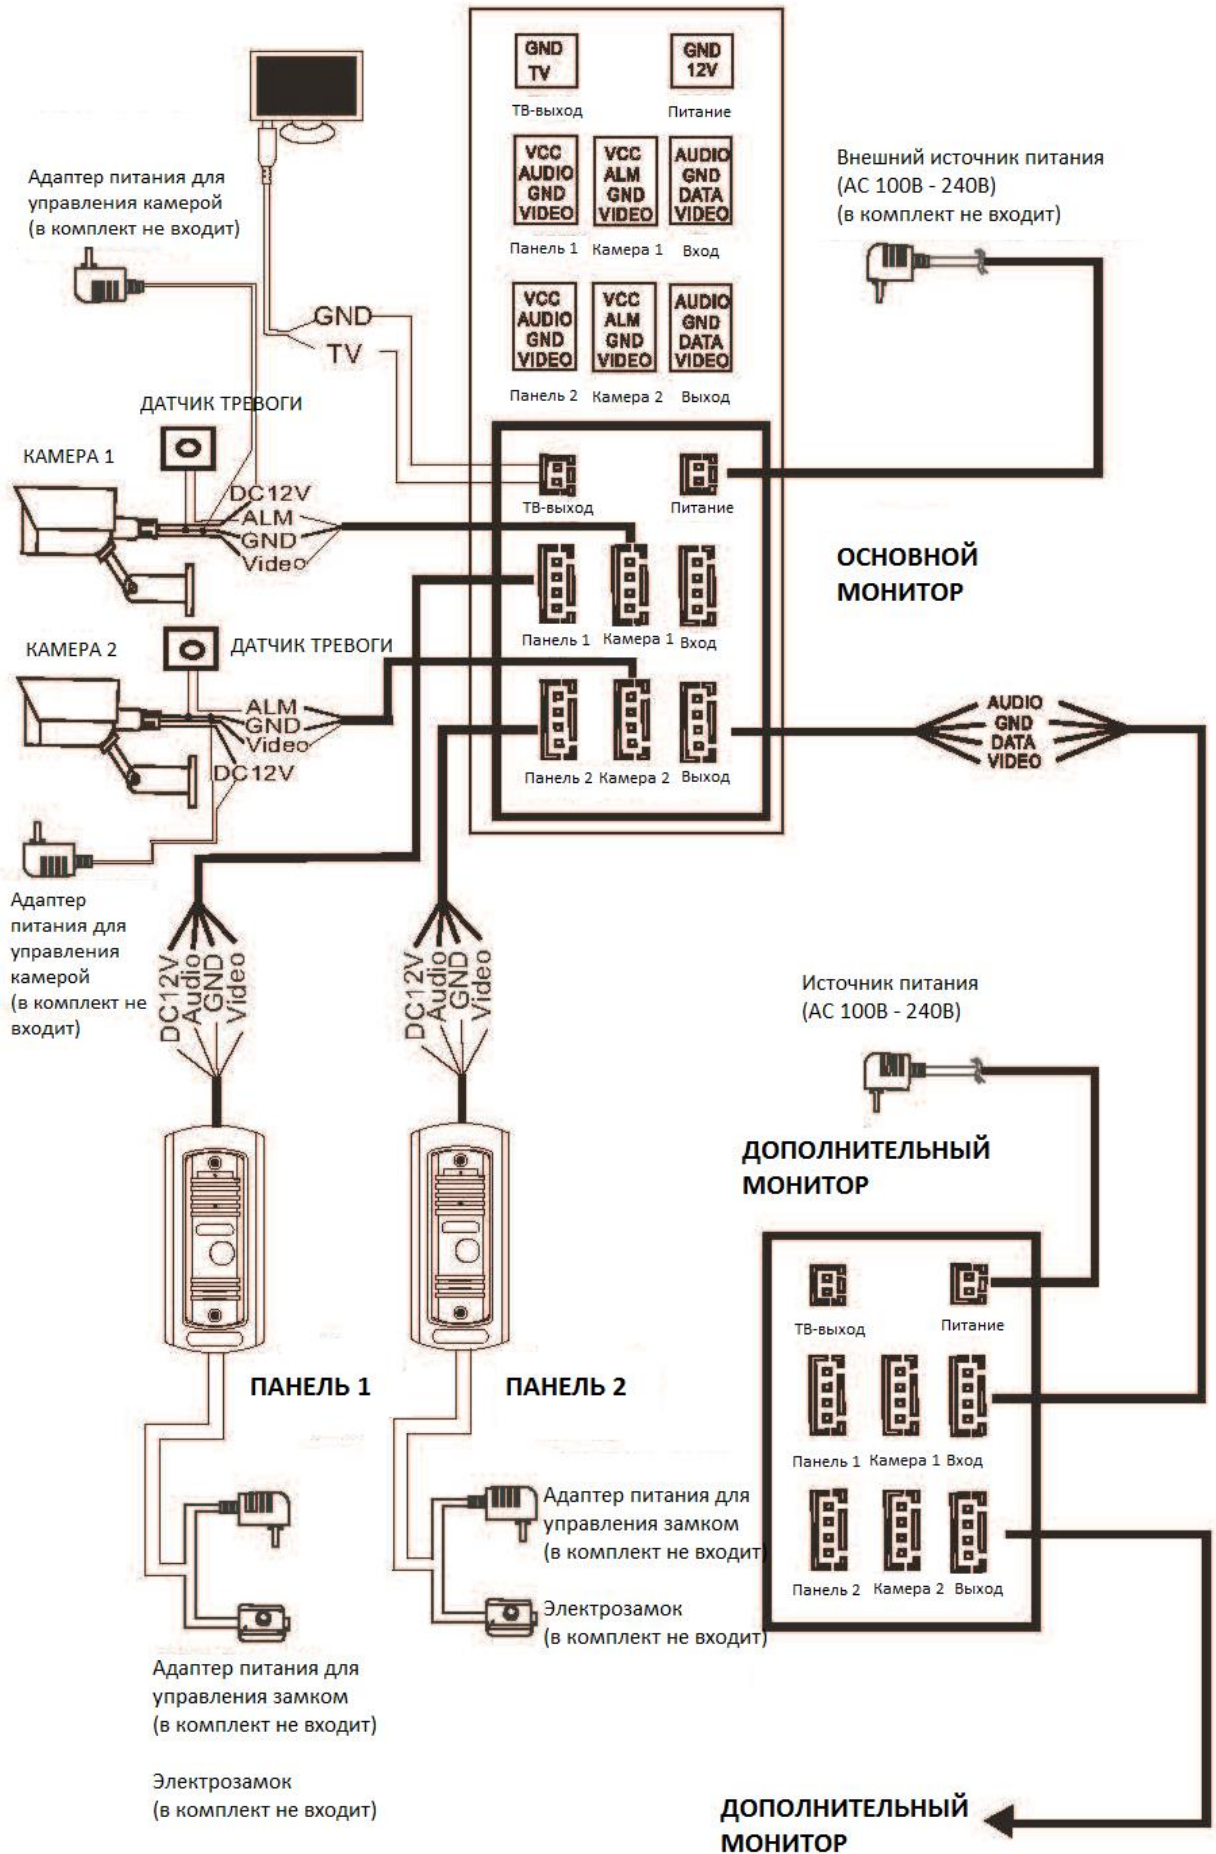 GND
TV
ТВ-выход
GND
12V
Питание
VCC
AUDIO
GND
VIDEO
Панель 1
VCC
ALM
GND
VIDEO
Камера 1
AUDIO
GND
DATA
VIDEO
Вход
VCC
AUDIO
GND
VIDEO
Панель 2
VCC
ALM
GND
VIDEO
Камера 2
AUDIO
GND
DATA
VIDEO
Выход
Адаптер питания для
управления камерой
(в комплект не входит)
Внешний источник питания
(AC 100В - 240В)
(в комплект не входит)
GND
TV
ДАТЧИК ТРЕВОГИ
КАМЕРА 1
DC12V
ALM
GND
Video
ТВ-выход
Питание
Панель 1
Камера 1
Вход
Панель 2
Камера 2
Выход
ОСНОВНОЙ
МОНИТОР
КАМЕРА 2
ДАТЧИК ТРЕВОГИ
ALM
GND
Video
DC12V
AUDIO
GND
DATA
VIDEO
Адаптер
питания для
управления
камерой
(в комплект не
входит)
DC12V
Audio
GND
Video
DC12V
Audio
GND
Video
Источник питания
(AC 100В - 240В)
ДОПОЛНИТЕЛЬНЫЙ
МОНИТОР
ТВ-выход
Питание
Панель 1
Камера 1
Вход
Панель 2
Камера 2
Выход
ПАНЕЛЬ 1
ПАНЕЛЬ 2
Адаптер питания для
управления замком
(в комплект не входит)
Электрозамок
(в комплект не входит)
Адаптер питания для
управления замком
(в комплект не входит)
Электрозамок
(в комплект не входит)
ДОПОЛНИТЕЛЬНЫЙ
МОНИТОР